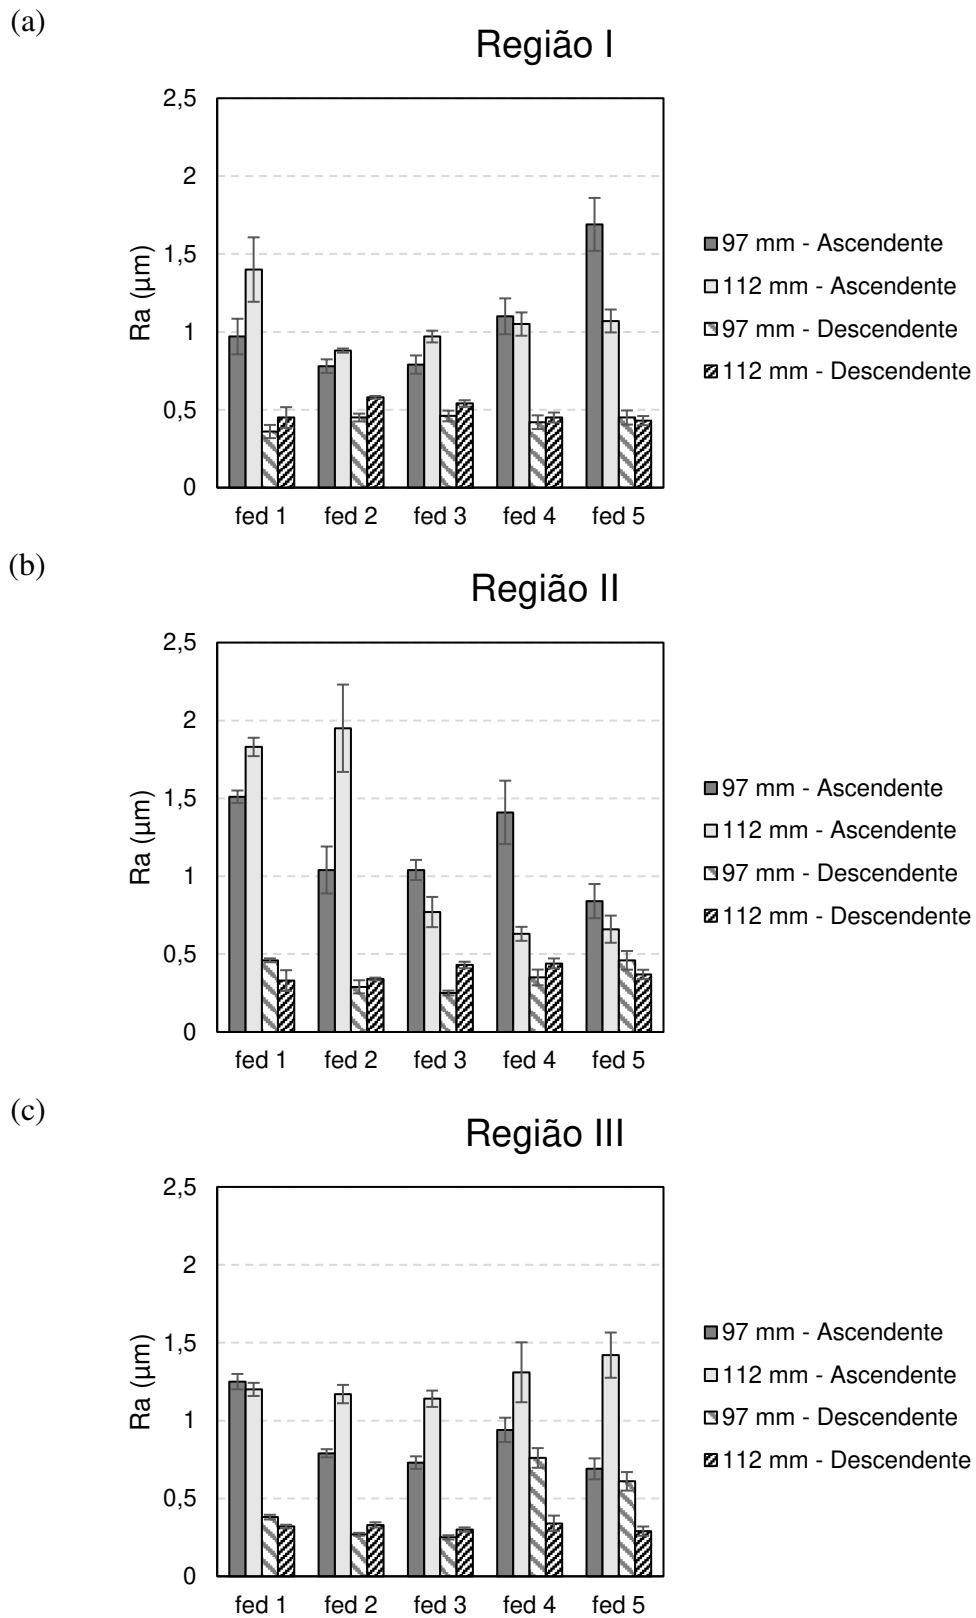 (a)
Região I
2,5
2
1,5
1
0,5
0
Ra (µm)
fed 1 fed 2 fed 3 fed 4 fed 5
97 mm - Ascendente
112 mm - Ascendente
97 mm - Descendente
112 mm - Descendente
(b)
Região II
2,5
2
1,5
1
0,5
0
Ra (µm)
fed 1 fed 2 fed 3 fed 4 fed 5
97 mm - Ascendente
112 mm - Ascendente
97 mm - Descendente
112 mm - Descendente
(c)
Região III
2,5
2
1,5
1
0,5
0
Ra (µm)
fed 1 fed 2 fed 3 fed 4 fed 5
97 mm - Ascendente
112 mm - Ascendente
97 mm - Descendente
112 mm - Descendente